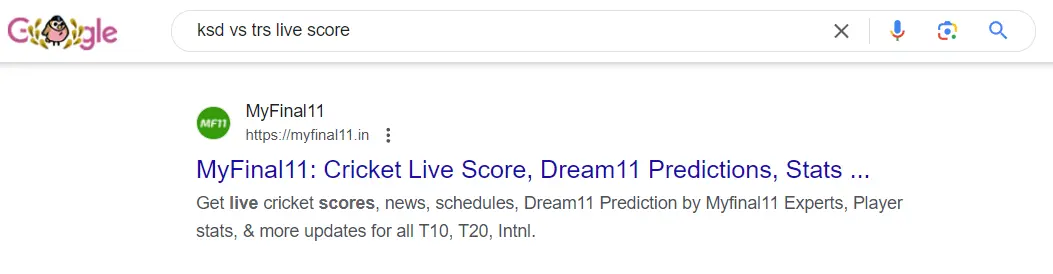 Google
ksd vs trs live score
MF11
MyFinal11
https://myfinal11.in
MyFinal11: Cricket Live Score, Dream11 Predictions, Stats ...
Get live cricket scores, news, schedules, Dream11 Prediction by Myfinal11 Experts, Player
stats, & more updates for all T10, T20, Intnl.